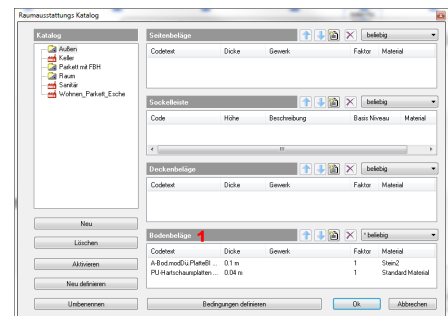 Raumausstattungs Katalog
Katalog
Außen
Keller
Parkett mit FBH
Raum
Sanitär
Wohnen_Parkett_Esche
Neu
Löschen
Aktivieren
Neu definieren
Umbenennen
Seitenbeläge
beliebig
Codetext Dicke Gewerk Faktor Material
Sockelleiste
beliebig
Code Höhe Beschreibung Basis Niveau Material
Deckenbeläge
beliebig
Codetext Dicke Gewerk Faktor Material
Bodenbeläge 1
* beliebig
Codetext Dicke Gewerk Faktor Material
A-Bod.modDü.PlatteBl ... 0.1 m 1 Stein2
PU-Hartschaumplatten ... 0.04 m 1 Standard Material
Bedingungen definieren
Ok
Abbrechen